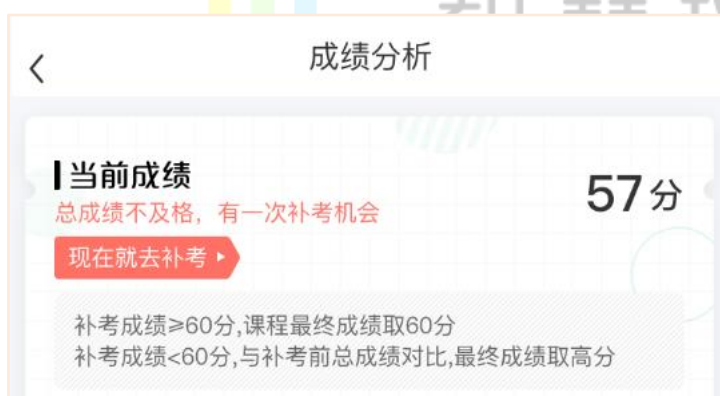 成绩分析
当前成绩
57分
总成绩不及格，有一次补考机会
现在就去补考
补考成绩≥60分,课程最终成绩取60分
补考成绩<60分,与补考前总成绩对比,最终成绩取高分